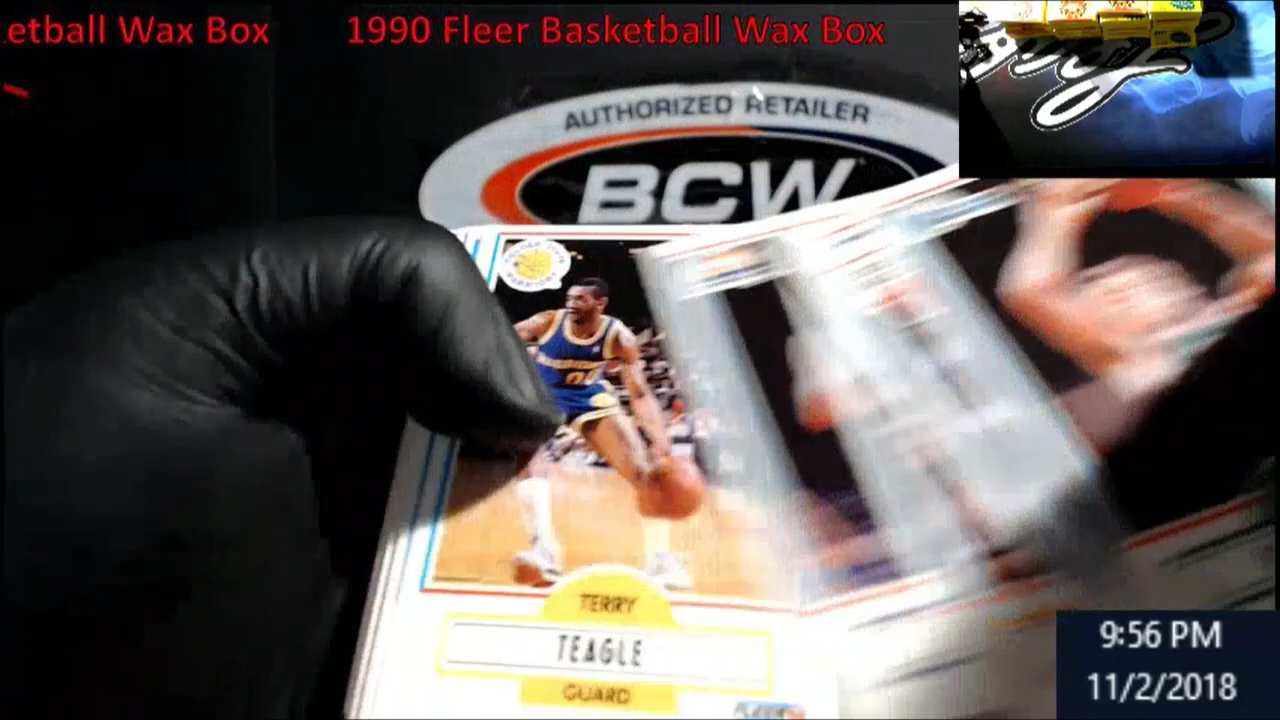 etball Wax Box 1990 Fleer Basketball Wax Box
AUTHORIZED RETAILER
BCW
TERRY
TEAGLE
GUARD
9:56 PM
11/2/2018